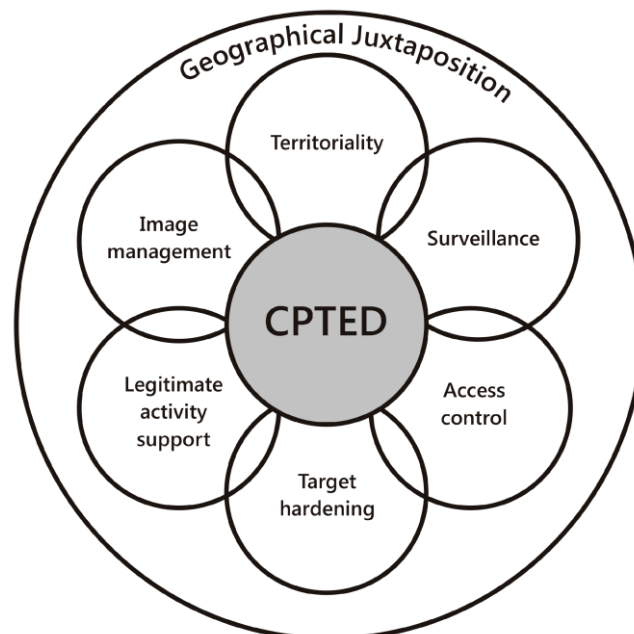 Geographical Juxtaposition
Territoriality
Image
management
Surveillance
CPTED
Legitimate
activity
support
Access
control
Target
hardening